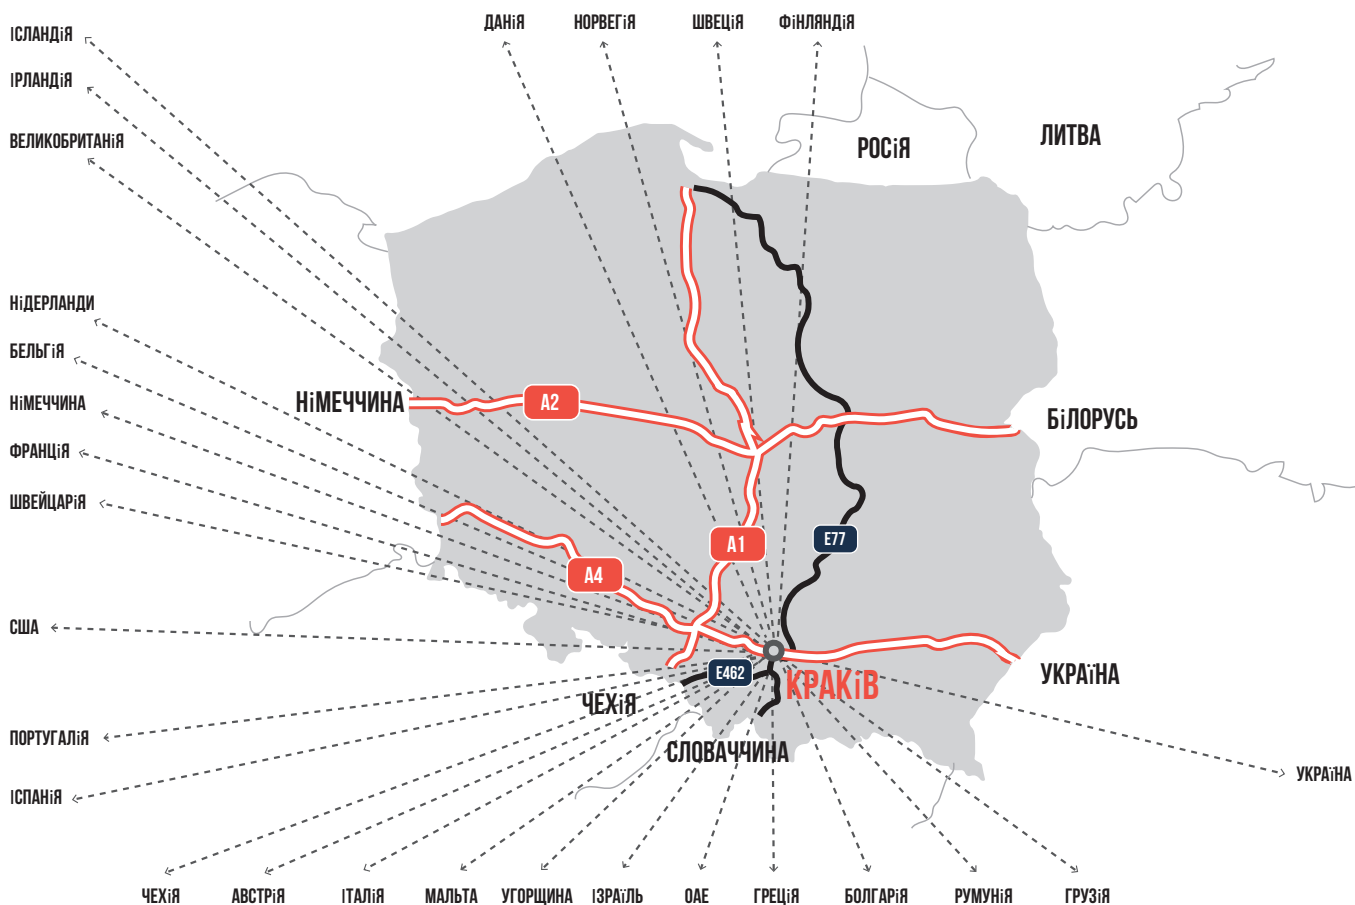 ДАНІЯ
НОРВЕГІЯ
ШВЕЦІЯ
ФІНЛЯНДІЯ
ІСЛАНДІЯ
ІРЛАНДІЯ
ВЕЛИКОБРИТАНІЯ
РОСІЯ
ЛИТВА
НІДЕРЛАНДИ
БЕЛЬГІЯ
НІМЕЧЧИНА
ФРАНЦІЯ
ШВЕЙЦАРІЯ
НІМЕЧЧИНА
A2
БІЛОРУСЬ
A1
E77
A4
США
E462
КРАКІВ
УКРАЇНА
ЧЕХІЯ
СЛОВАЧЧИНА
ПОРТУГАЛІЯ
ІСПАНІЯ
УКРАЇНА
ЧЕХІЯ
АВСТРІЯ
ІТАЛІЯ
МАЛЬТА
УГОРЩИНА
ІЗРАЇЛЬ
ОАЕ
ГРЕЦІЯ
БОЛГАРІЯ
РУМУНІЯ
ГРУЗІЯ